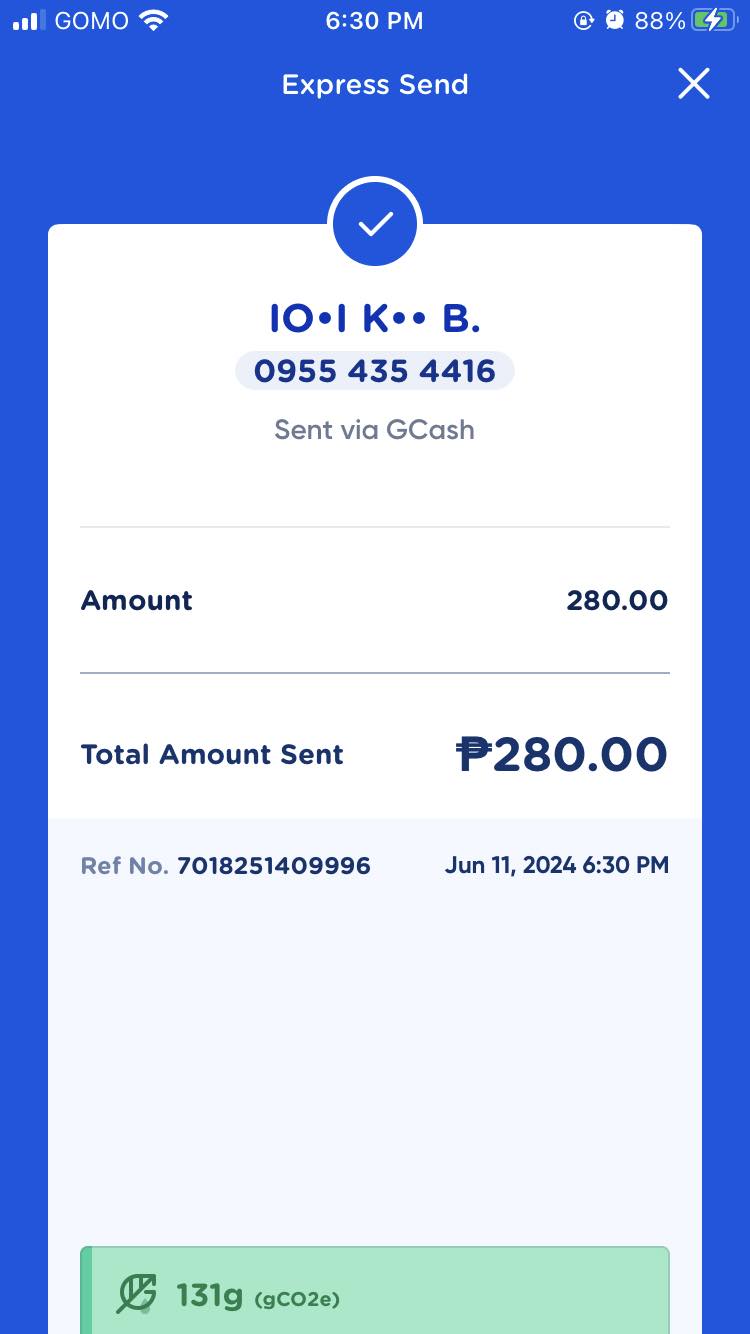 GOMO 6:30 PM 88%
Express Send
IO•I K•• B.
0955 435 4416
Sent via GCash
Amount 280.00
Total Amount Sent ₱280.00
Ref No. 7018251409996 Jun 11, 2024 6:30 PM
131g (gCO2e)